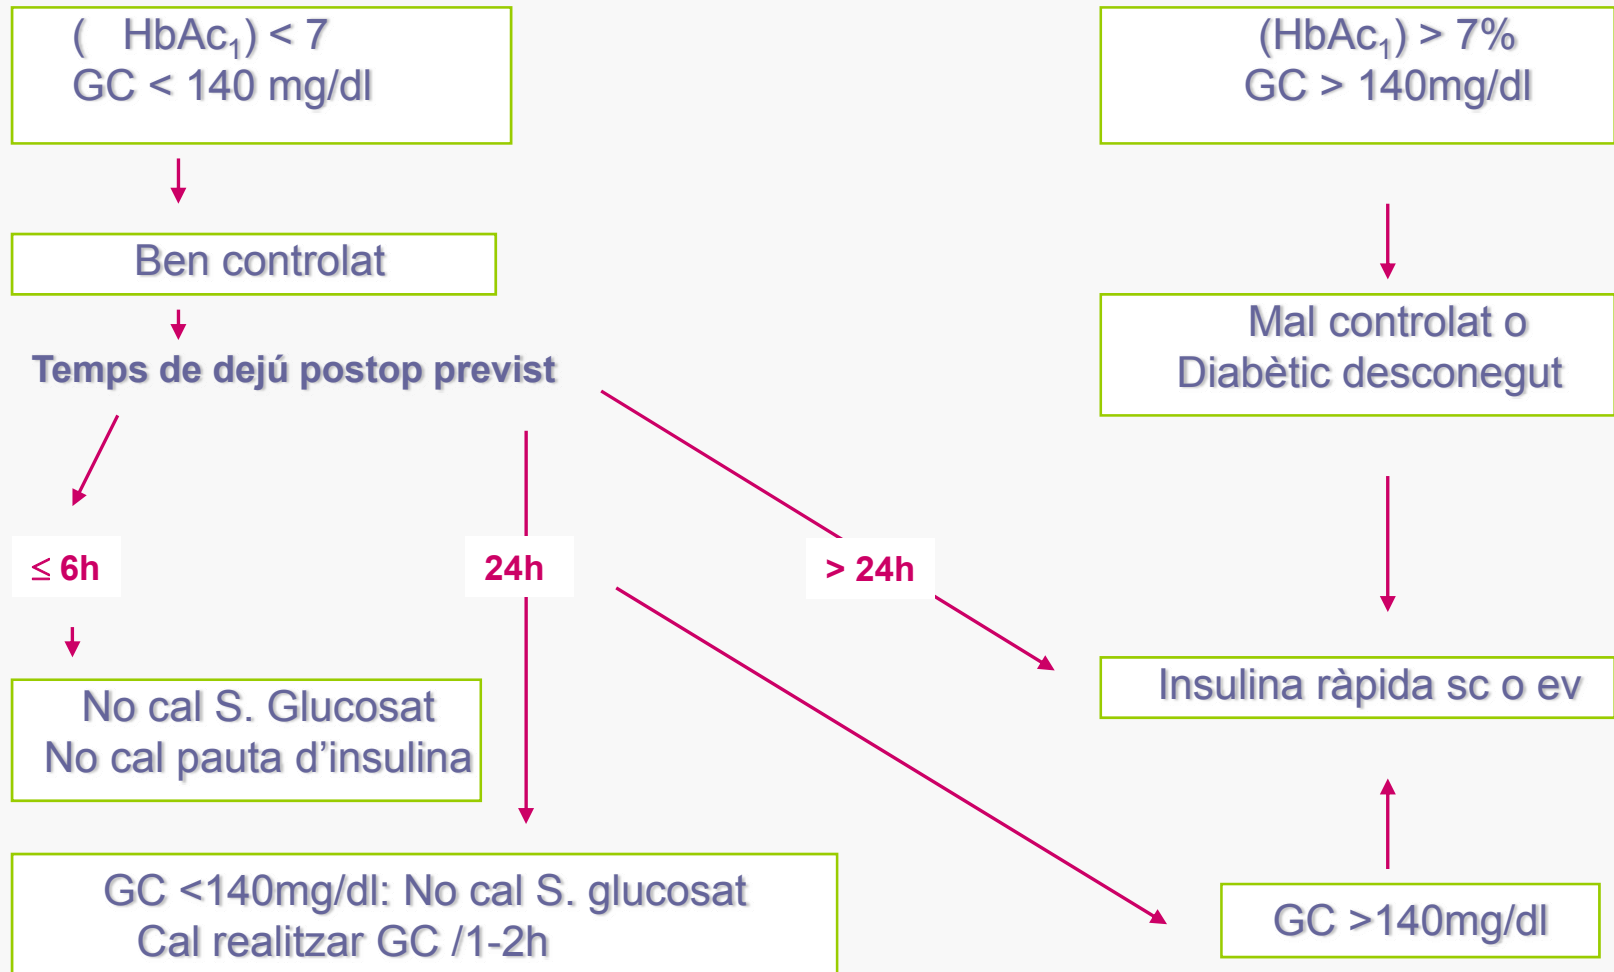 ( HbAc₁) < 7
GC < 140 mg/dl
(HbAc₁) > 7%
GC > 140mg/dl
Ben controlat
Temps de dejú postop previst
Mal controlat o
Diabètic desconegut
≤ 6h
24h
> 24h
No cal S. Glucosat
No cal pauta d'insulina
Insulina ràpida sc o ev
GC <140mg/dl: No cal S. glucosat
Cal realitzar GC /1-2h
GC >140mg/dl